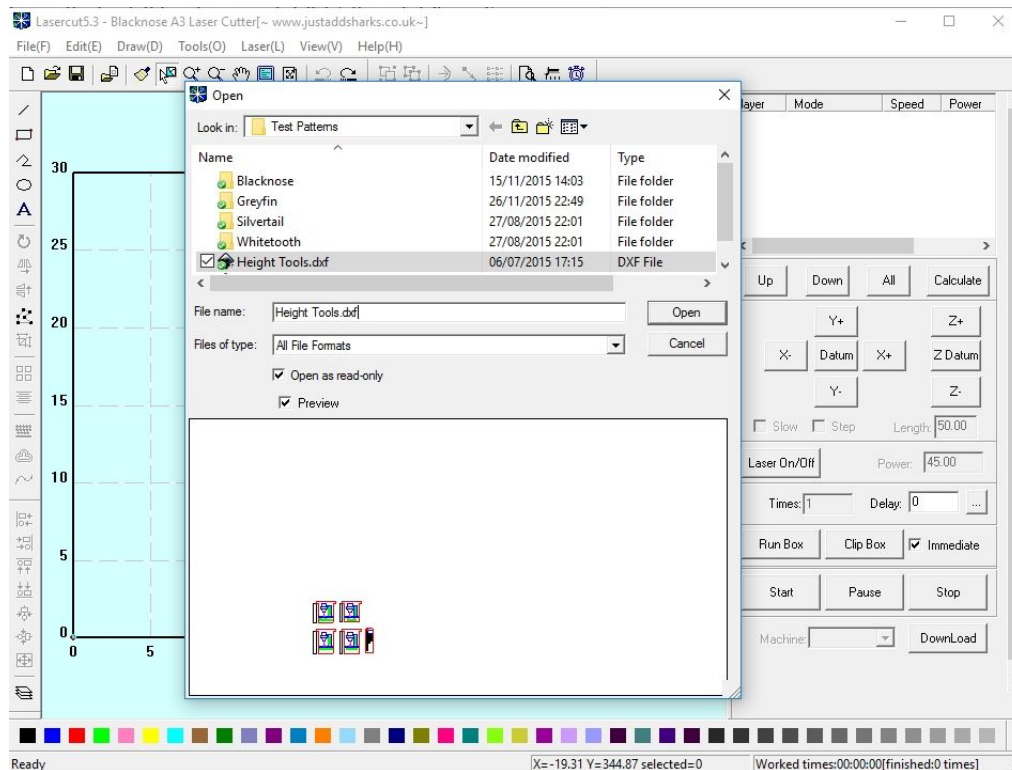 Lasercut5.3 - Blacknose A3 Laser Cutter[~ www.justaddsharks.co.uk~]
File(F) Edit(E) Draw(D) Tools(O) Laser(L) View(V) Help(H)
Open
Look in: Test Patterns
Name Date modified Type
Blacknose 15/11/2015 14:03 File folder
Greyfin 26/11/2015 22:49 File folder
Silvertail 27/08/2015 22:01 File folder
Whitetooth 27/08/2015 22:01 File folder
Height Tools.dxf 06/07/2015 17:15 DXF File
File name: Height Tools.dxf Open
Files of type: All File Formats Cancel
Open as read-only
Preview
A
30
25
20
15
10
5
0
0 5
layer Mode Speed Power
Up Down All Calculate
Y+ Z+
X- Datum X+ Z Datum
Y- Z-
Slow Step Length: 50.00
Laser On/Off Power: 45.00
Times: 1 Delay: 0 ...
Run Box Clip Box Immediate
Start Pause Stop
Machine: DownLoad
Ready X=-19.31 Y=344.87 selected=0 Worked times:00:00:00[finished:0 times]